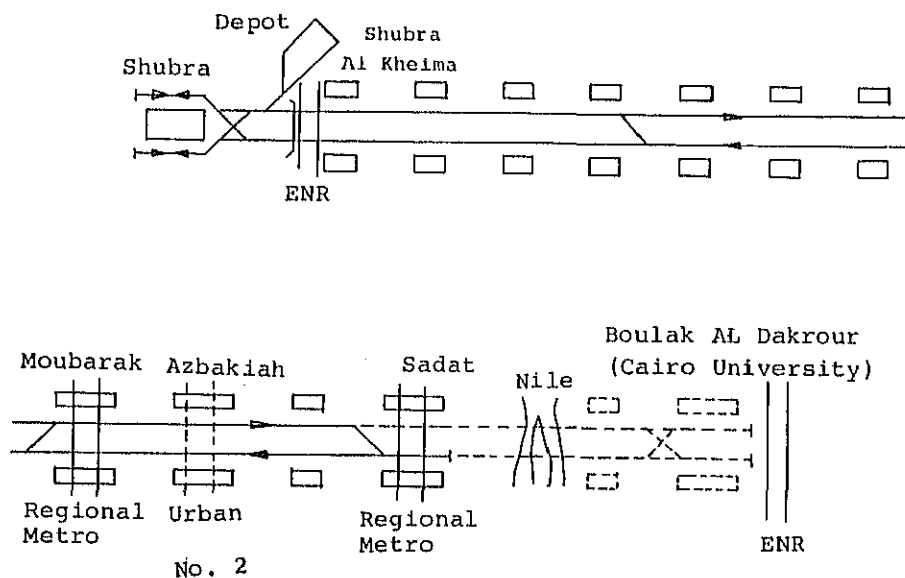 Depot
Shubra
Shubra
Al Kheima
ENR
Boulak AL Dakrour
(Cairo University)
Moubarak
Azbakiah
Sadat
Nile
Regional
Metro
Urban
Regional
Metro
ENR
No. 2